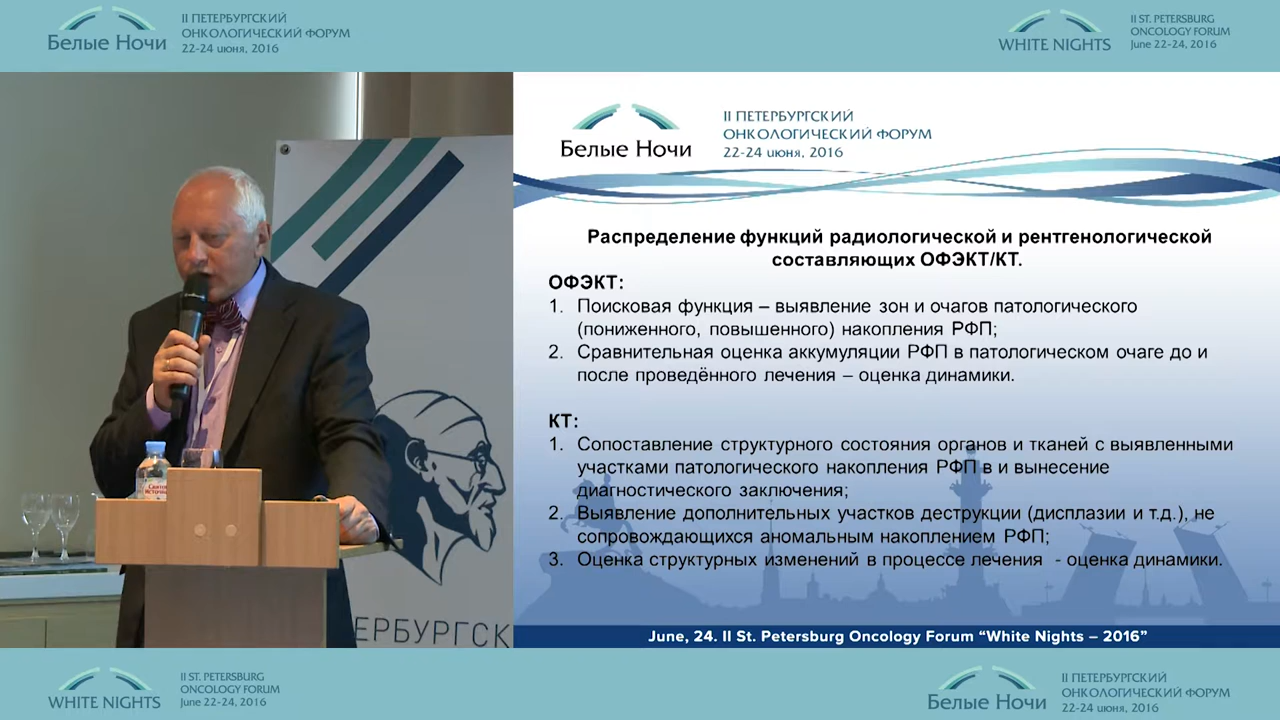 Белые Ночи
II ПЕТЕРБУРГСКИЙ
ОНКОЛОГИЧЕСКИЙ ФОРУМ
22-24 июня, 2016
WHITE NIGHTS
II ST. PETERSBURG
ONCOLOGY FORUM
June 22-24, 2016
Белые Ночи
II ПЕТЕРБУРГСКИЙ
ОНКОЛОГИЧЕСКИЙ ФОРУМ
22-24 июня, 2016
Распределение функций радиологической и рентгенологической
составляющих ОФЭКТ/КТ.
ОФЭКТ:
1. Поисковая функция – выявление зон и очагов патологического
(пониженного, повышенного) накопления РФП;
2. Сравнительная оценка аккумуляции РФП в патологическом очаге до и
после проведённого лечения – оценка динамики.
КТ:
1. Сопоставление структурного состояния органов и тканей с выявленными
участками патологического накопления РФП в и вынесение
диагностического заключения;
2. Выявление дополнительных участков деструкции (дисплазии и т.д.), не
сопровождающихся аномальным накоплением РФП;
3. Оценка структурных изменений в процессе лечения - оценка динамики.
June, 24. II St. Petersburg Oncology Forum “White Nights – 2016”
ЕРБУРГСК
WHITE NIGHTS
II ST. PETERSBURG
ONCOLOGY FORUM
June 22-24, 2016
Белые Ночи
II ПЕТЕРБУРГСКИЙ
ОНКОЛОГИЧЕСКИЙ ФОРУМ
22-24 июня, 2016